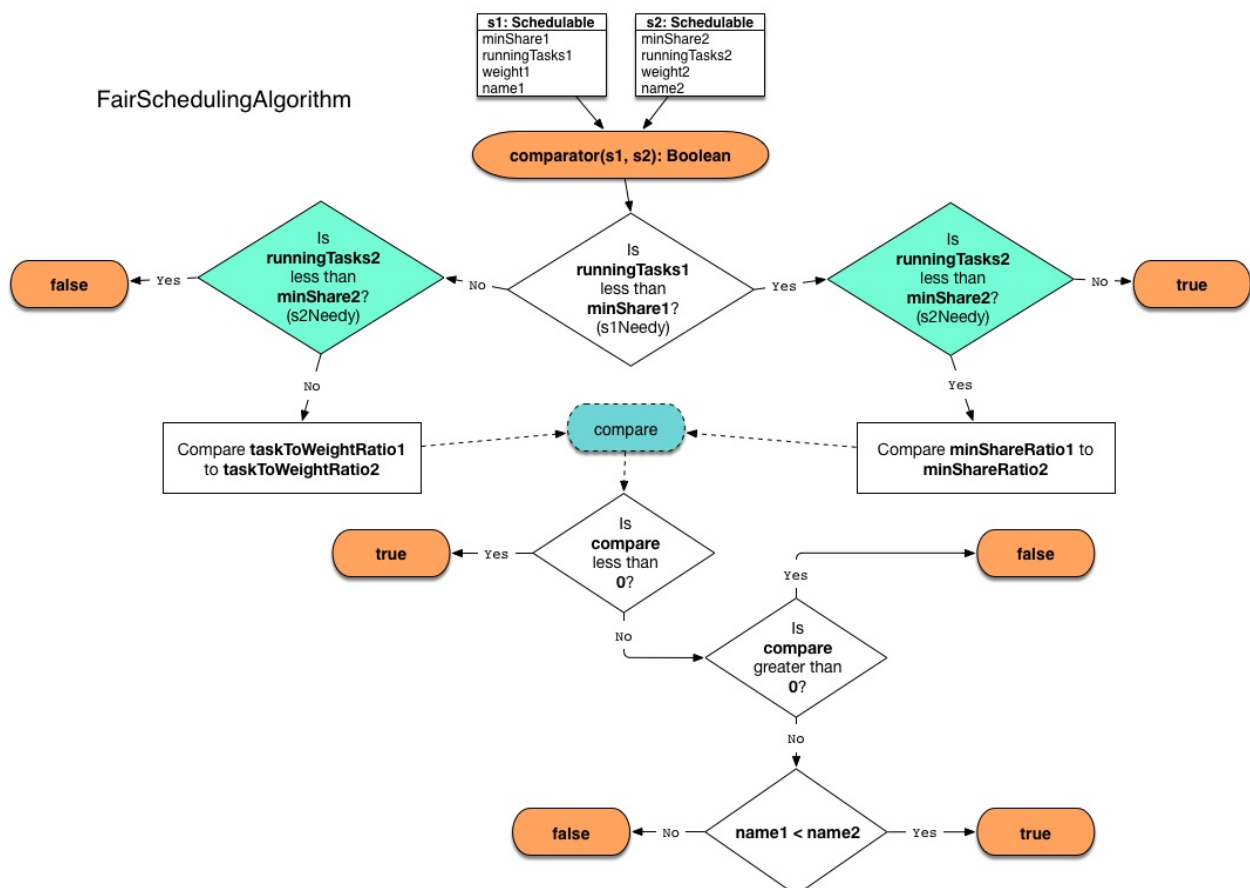 s1: Schedulable
minShare1
runningTasks1
weight1
name1
s2: Schedulable
minShare2
runningTasks2
weight2
name2
FairSchedulingAlgorithm
comparator(s1, s2): Boolean
Is
runningTasks1
less than
minShare1?
(s1Needy)
No
Yes
Is
runningTasks2
less than
minShare2?
(s2Needy)
Yes
false
No
Is
runningTasks2
less than
minShare2?
(s2Needy)
No
true
Yes
Compare taskToWeightRatio1
to taskToWeightRatio2
compare
Compare minShareRatio1 to
minShareRatio2
Is
compare
less than
0?
Yes
true
No
Is
compare
greater than
0?
Yes
false
No
name1 < name2
No
false
Yes
true